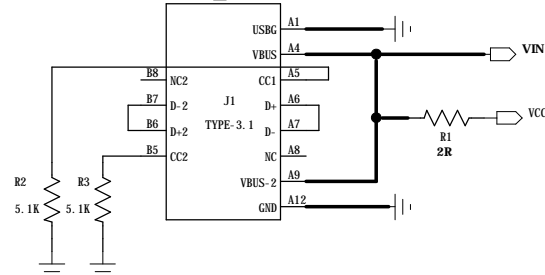 USBG A1
VBUS A4 VIN
B8 NC2 CC1 A5
B7 D-2 J1 D+ A6
B6 D+2 TYPE-3.1 D- A7
VCC
R1
2R
B5 CC2 NC A8
VBUS-2 A9
R2 R3
5.1K 5.1K
GND A12